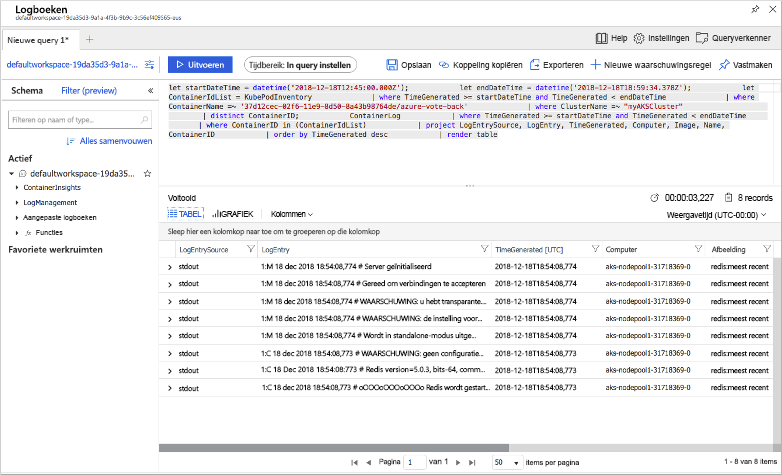 Logboeken
defaultworkspace-19da35d3-9a1a-4f3b-9b9c-3c56ef409565-eus
Nieuwe query 1*
Help Instellingen Queryverkenner
defaultworkspace-19da35d3-9a1a-... Uitvoeren Tijdbereik: In query instellen Opslaan Koppeling kopiëren Exporteren Nieuwe waarschuwingsregel Vastmaken
Schema Filter (preview)
Filteren op naam of type...
Alles samenvouwen
Actief
defaultworkspace-19da35...
ContainerInsights
LogManagement
Aangepaste logboeken
fx Functies
Favoriete werkruimten
let startDateTime = datetime('2018-12-18T12:45:00.000Z'); let endDateTime = datetime('2018-12-18T18:59:34.378Z'); let
ContainerIdList = KubePodInventory | where TimeGenerated >= startDateTime and TimeGenerated < endDateTime | where
ContainerName =~ '37d12cec-02f6-11e9-8d50-8a43b98764de/azure-vote-back' | where ClusterName =~ "myAKSCluster"
| distinct ContainerID; ContainerLog | where TimeGenerated >= startDateTime and TimeGenerated < endDateTime
| where ContainerID in (ContainerIdList) | project LogEntrySource, LogEntry, TimeGenerated, Computer, Image, Name,
ContainerID | order by TimeGenerated desc | render table
Voltooid 00:00:03,227 8 records
TABEL GRAFIEK Kolommen Weergavetijd (UTC-00:00)
Sleep hier een kolomkop naar toe om te groeperen op die kolomkop
LogEntrySource LogEntry TimeGenerated [UTC] Computer Afbeelding
stdout 1:M 18 dec 2018 18:54:08,774 # Server geïnitialiseerd 2018-12-18T18:54:08,774 aks-nodepool1-31718369-0 redis:meest recent
stdout 1:M 18 dec 2018 18:54:08,774 # Gereed om verbindingen te accepteren 2018-12-18T18:54:08,774 aks-nodepool1-31718369-0 redis:meest recent
stdout 1:M 18 dec 2018 18:54:08,774 # WAARSCHUWING: u hebt transparante... 2018-12-18T18:54:08,774 aks-nodepool1-31718369-0 redis:meest recent
stdout 1:M 18 dec 2018 18:54:08,774 # WAARSCHUWING: de instelling voor... 2018-12-18T18:54:08,774 aks-nodepool1-31718369-0 redis:meest recent
stdout 1:M 18 dec 2018 18:54:08,774 # Wordt in standalone-modus uitge... 2018-12-18T18:54:08,774 aks-nodepool1-31718369-0 redis:meest recent
stdout 1:C 18 dec 2018 18:54:08,773 # WAARSCHUWING: geen configuratie... 2018-12-18T18:54:08,773 aks-nodepool1-31718369-0 redis:meest recent
stdout 1:C 18 Dec 2018 18:54:08:773 # Redis version=5.0.3, bits-64, comm... 2018-12-18T18:54:08,773 aks-nodepool1-31718369-0 redis:meest recent
stdout 1:C 18 dec 2018 18:54:08,773 # oOOOoOOOoOOOo Redis wordt gestart... 2018-12-18T18:54:08,773 aks-nodepool1-31718369-0 redis:meest recent
Pagina 1 van 1 50 items per pagina 1 - 8 van 8 items